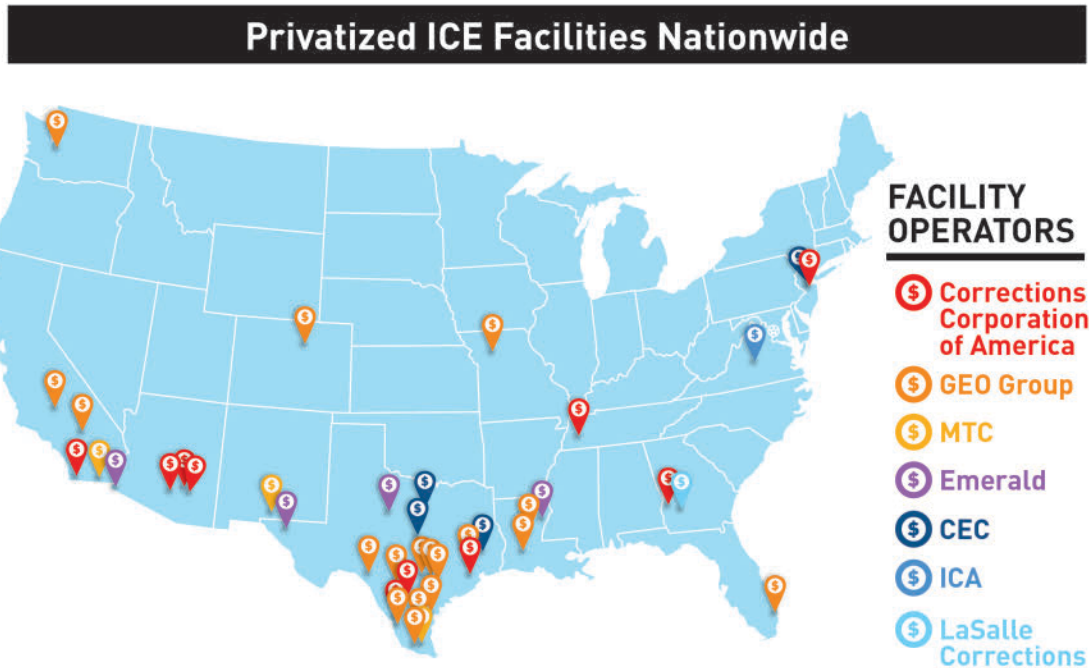 Privatized ICE Facilities Nationwide
FACILITY
OPERATORS
$ Corrections
Corporation
of America
$ GEO Group
$ MTC
$ Emerald
$ CEC
$ ICA
$ LaSalle
Corrections